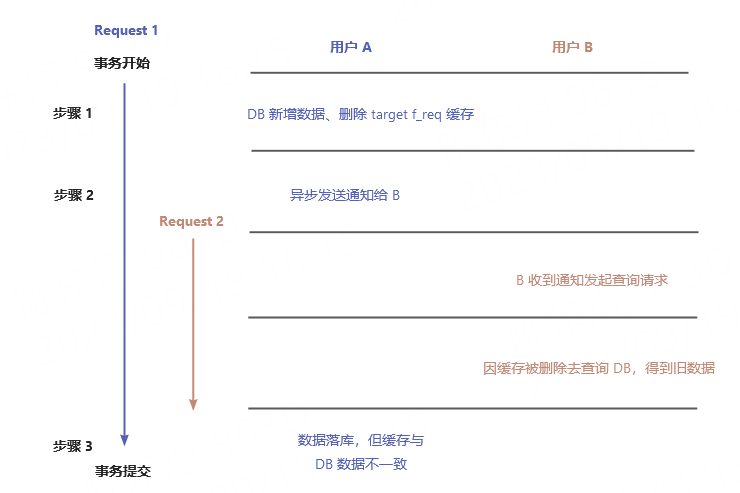 Request 1
用户 A
用户 B
事务开始
步骤 1
DB 新增数据、删除 target f_req 缓存
步骤 2
异步发送通知给 B
Request 2
B 收到通知发起查询请求
因缓存被删除去查询 DB，得到旧数据
步骤 3
数据落库，但缓存与
DB 数据不一致
事务提交